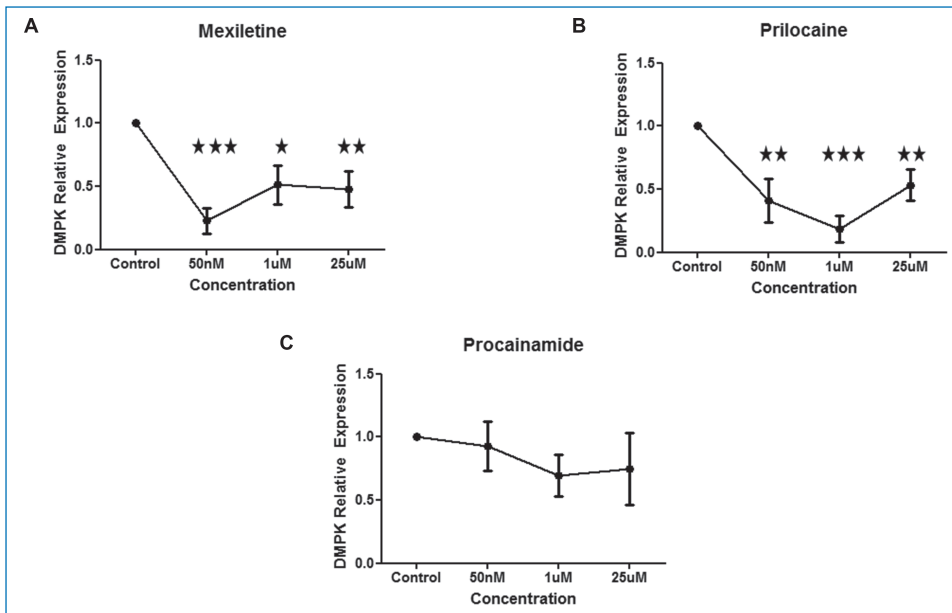 A
Mexiletine
DMPK Relative Expression
1.5
1.0
0.5
0.0
★★★ ★ ★★
Control 50nM 1uM 25uM
Concentration
B
Prilocaine
DMPK Relative Expression
1.5
1.0
0.5
0.0
★★ ★★★ ★★
Control 50nM 1uM 25uM
Concentration
C
Procainamide
DMPK Relative Expression
1.5
1.0
0.5
0.0
Control 50nM 1uM 25uM
Concentration